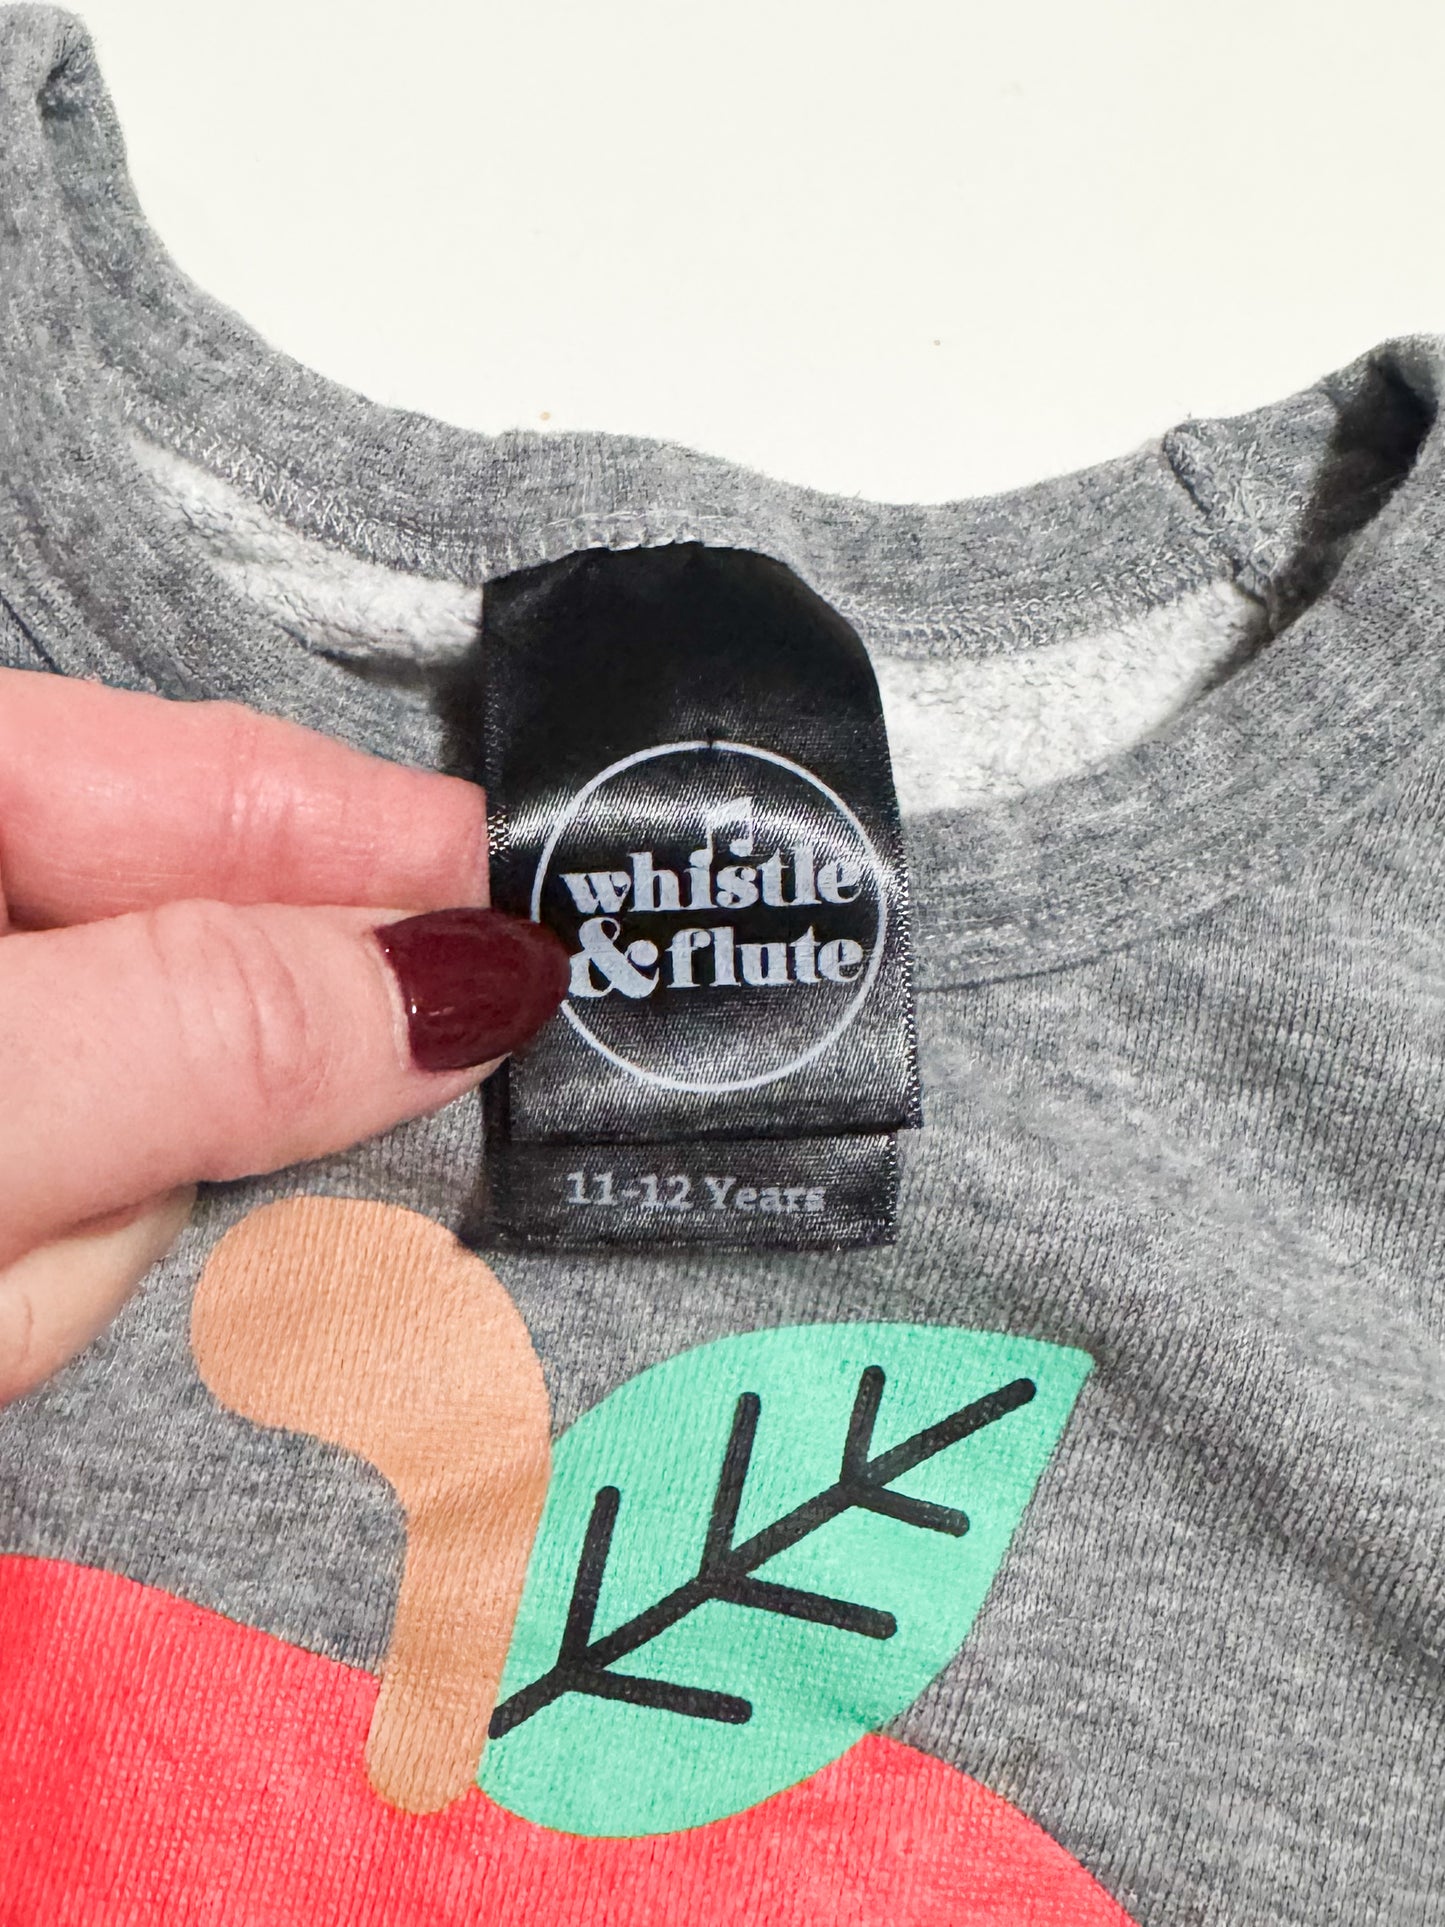 whistle
& flute
11-12 Years